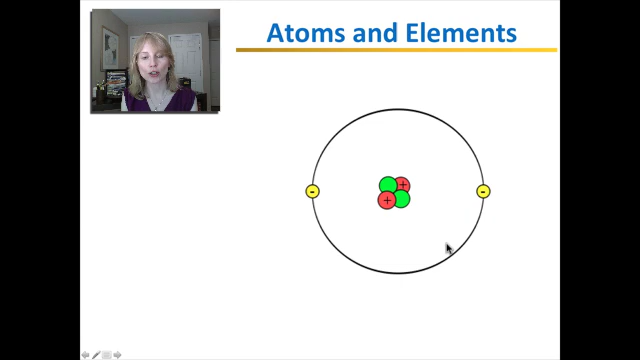 Atoms and Elements
-
+
+
-